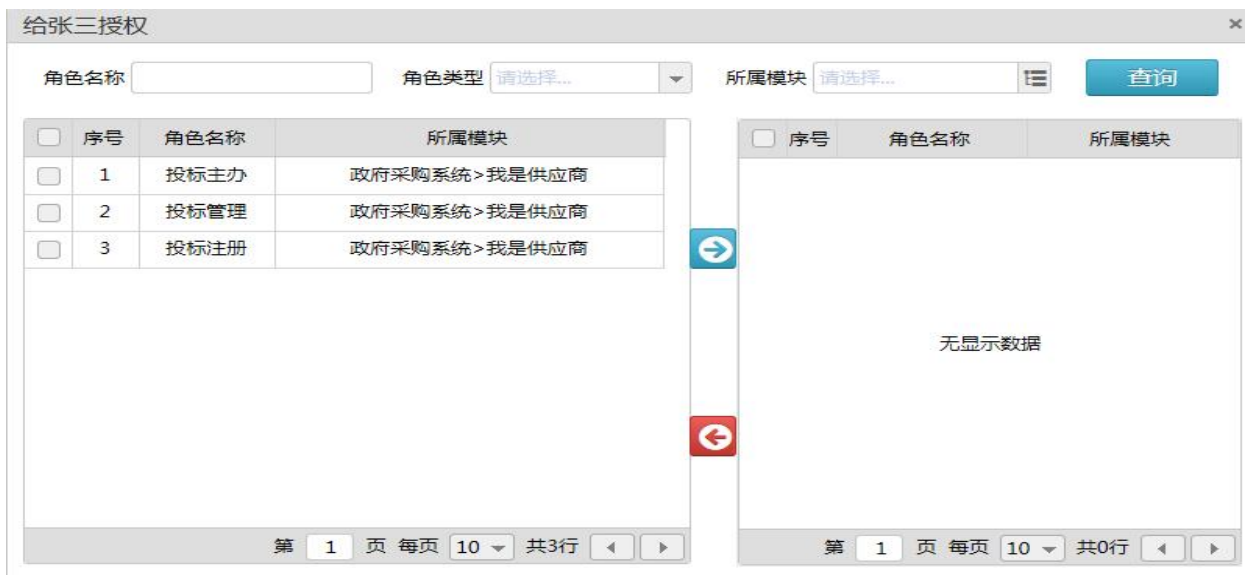 给张三授权 ×
角色名称 角色类型 请选择... 所属模块 请选择... 查询
序号 角色名称 所属模块
1 投标主办 政府采购系统>我是供应商
2 投标管理 政府采购系统>我是供应商
3 投标注册 政府采购系统>我是供应商
第 1 页 每页 10 共3行
序号 角色名称 所属模块
无显示数据
第 1 页 每页 10 共0行